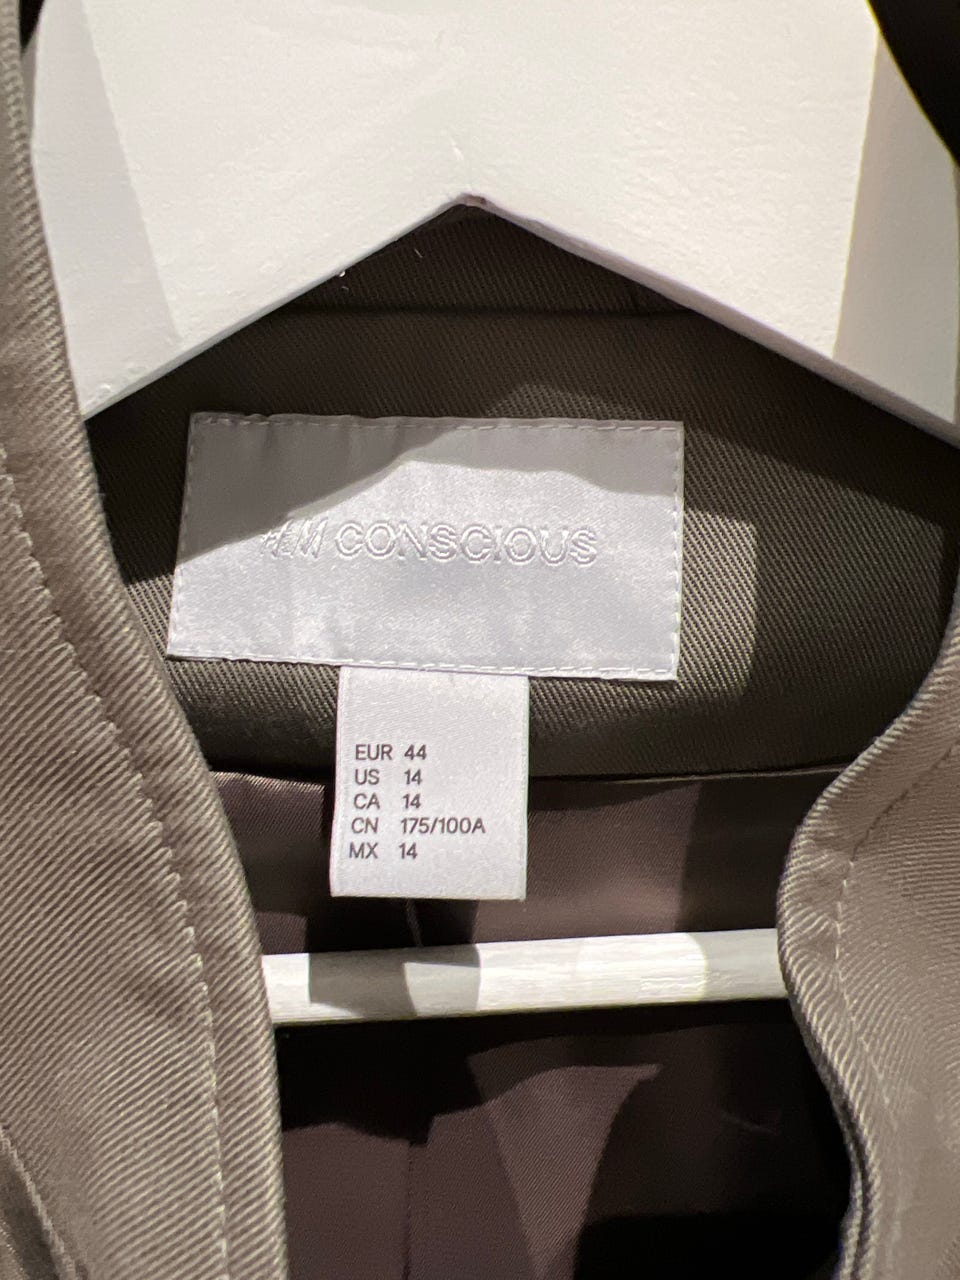 H&M CONSCIOUS
EUR 44
US 14
CA 14
CN 175/100A
MX 14